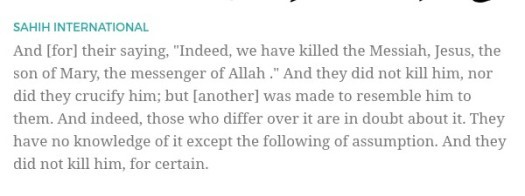 SAHIH INTERNATIONAL
And [for] their saying, "Indeed, we have killed the Messiah, Jesus, the
son of Mary, the messenger of Allah ." And they did not kill him, nor
did they crucify him; but [another] was made to resemble him to
them. And indeed, those who differ over it are in doubt about it. They
have no knowledge of it except the following of assumption. And they
did not kill him, for certain.